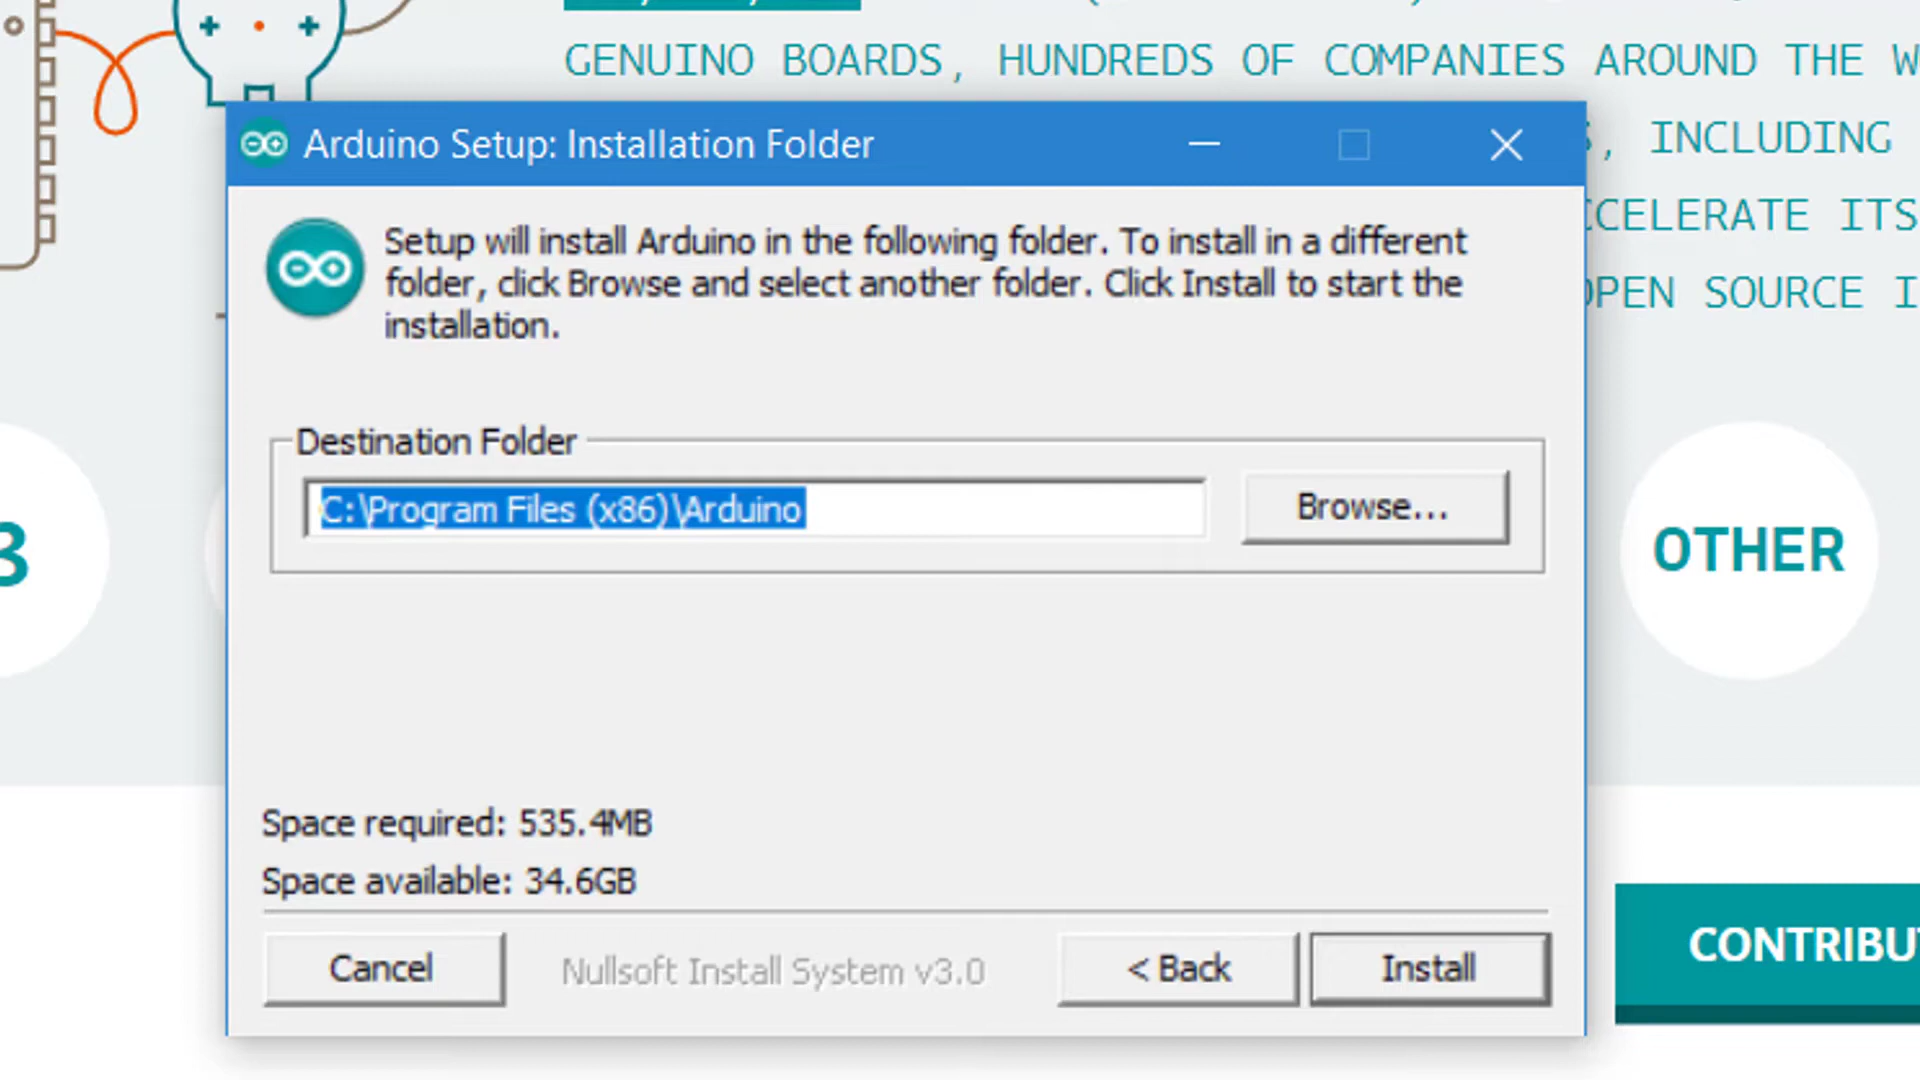 GENUINO BOARDS, HUNDREDS OF COMPANIES AROUND THE
Arduino Setup: Installation Folder
, INCLUDING
Setup will install Arduino in the following folder. To install in a different
folder, click Browse and select another folder. Click Install to start the
installation.
ITS
SOURCE
Destination Folder
C:\Program Files (x86)\Arduino
Browse...
OTHER
Space required: 535.4MB
Space available: 34.6GB
Cancel
Nullsoft Install System v3.0
< Back
Install
CONTRIBU